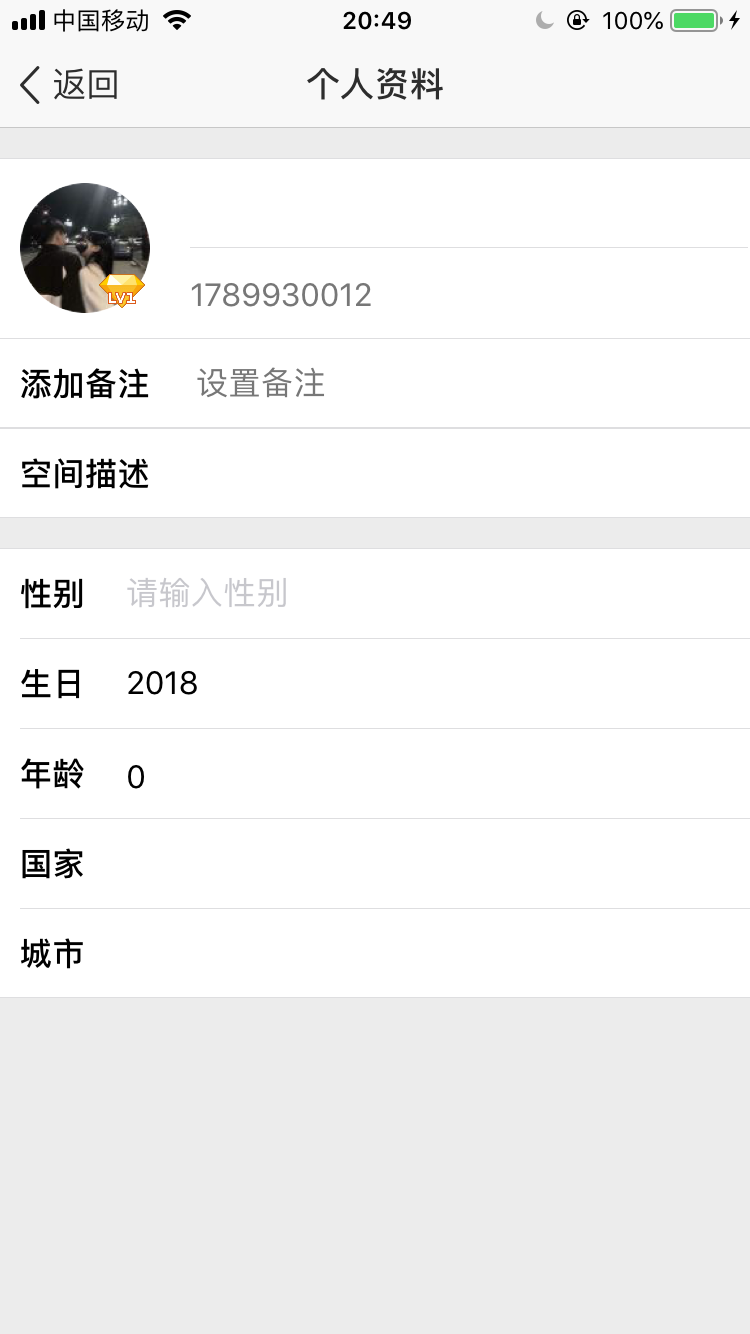 中国移动 20:49 100%
返回 个人资料
LV1
1789930012
添加备注 设置备注
空间描述
性别 请输入性别
生日 2018
年龄 0
国家
城市